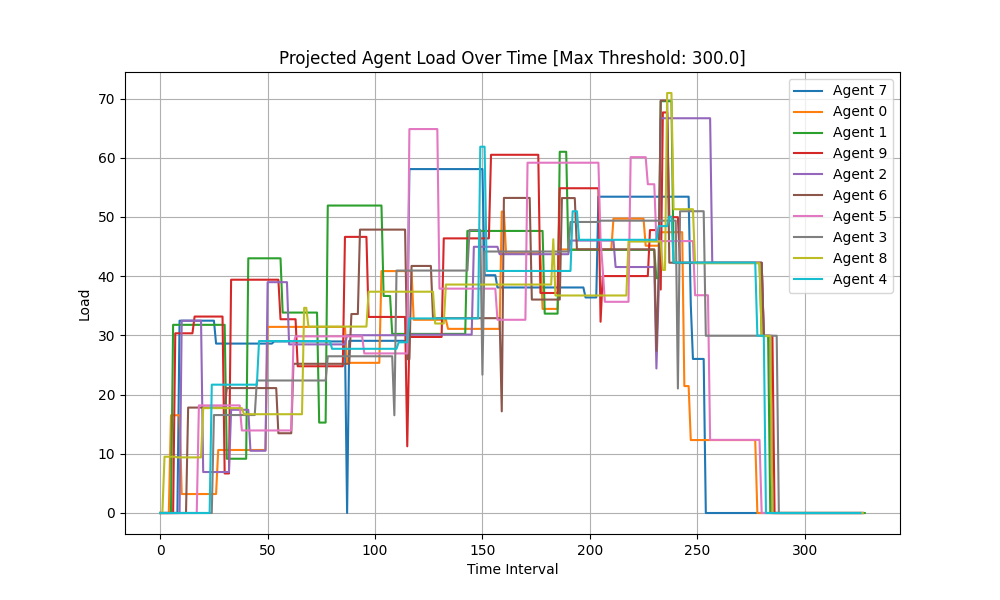 Projected Agent Load Over Time [Max Threshold: 300.0]
Load
70
60
50
40
30
20
10
0
0 50 100 150 200 250 300
Time Interval
Agent 7
Agent 0
Agent 1
Agent 9
Agent 2
Agent 6
Agent 5
Agent 3
Agent 8
Agent 4